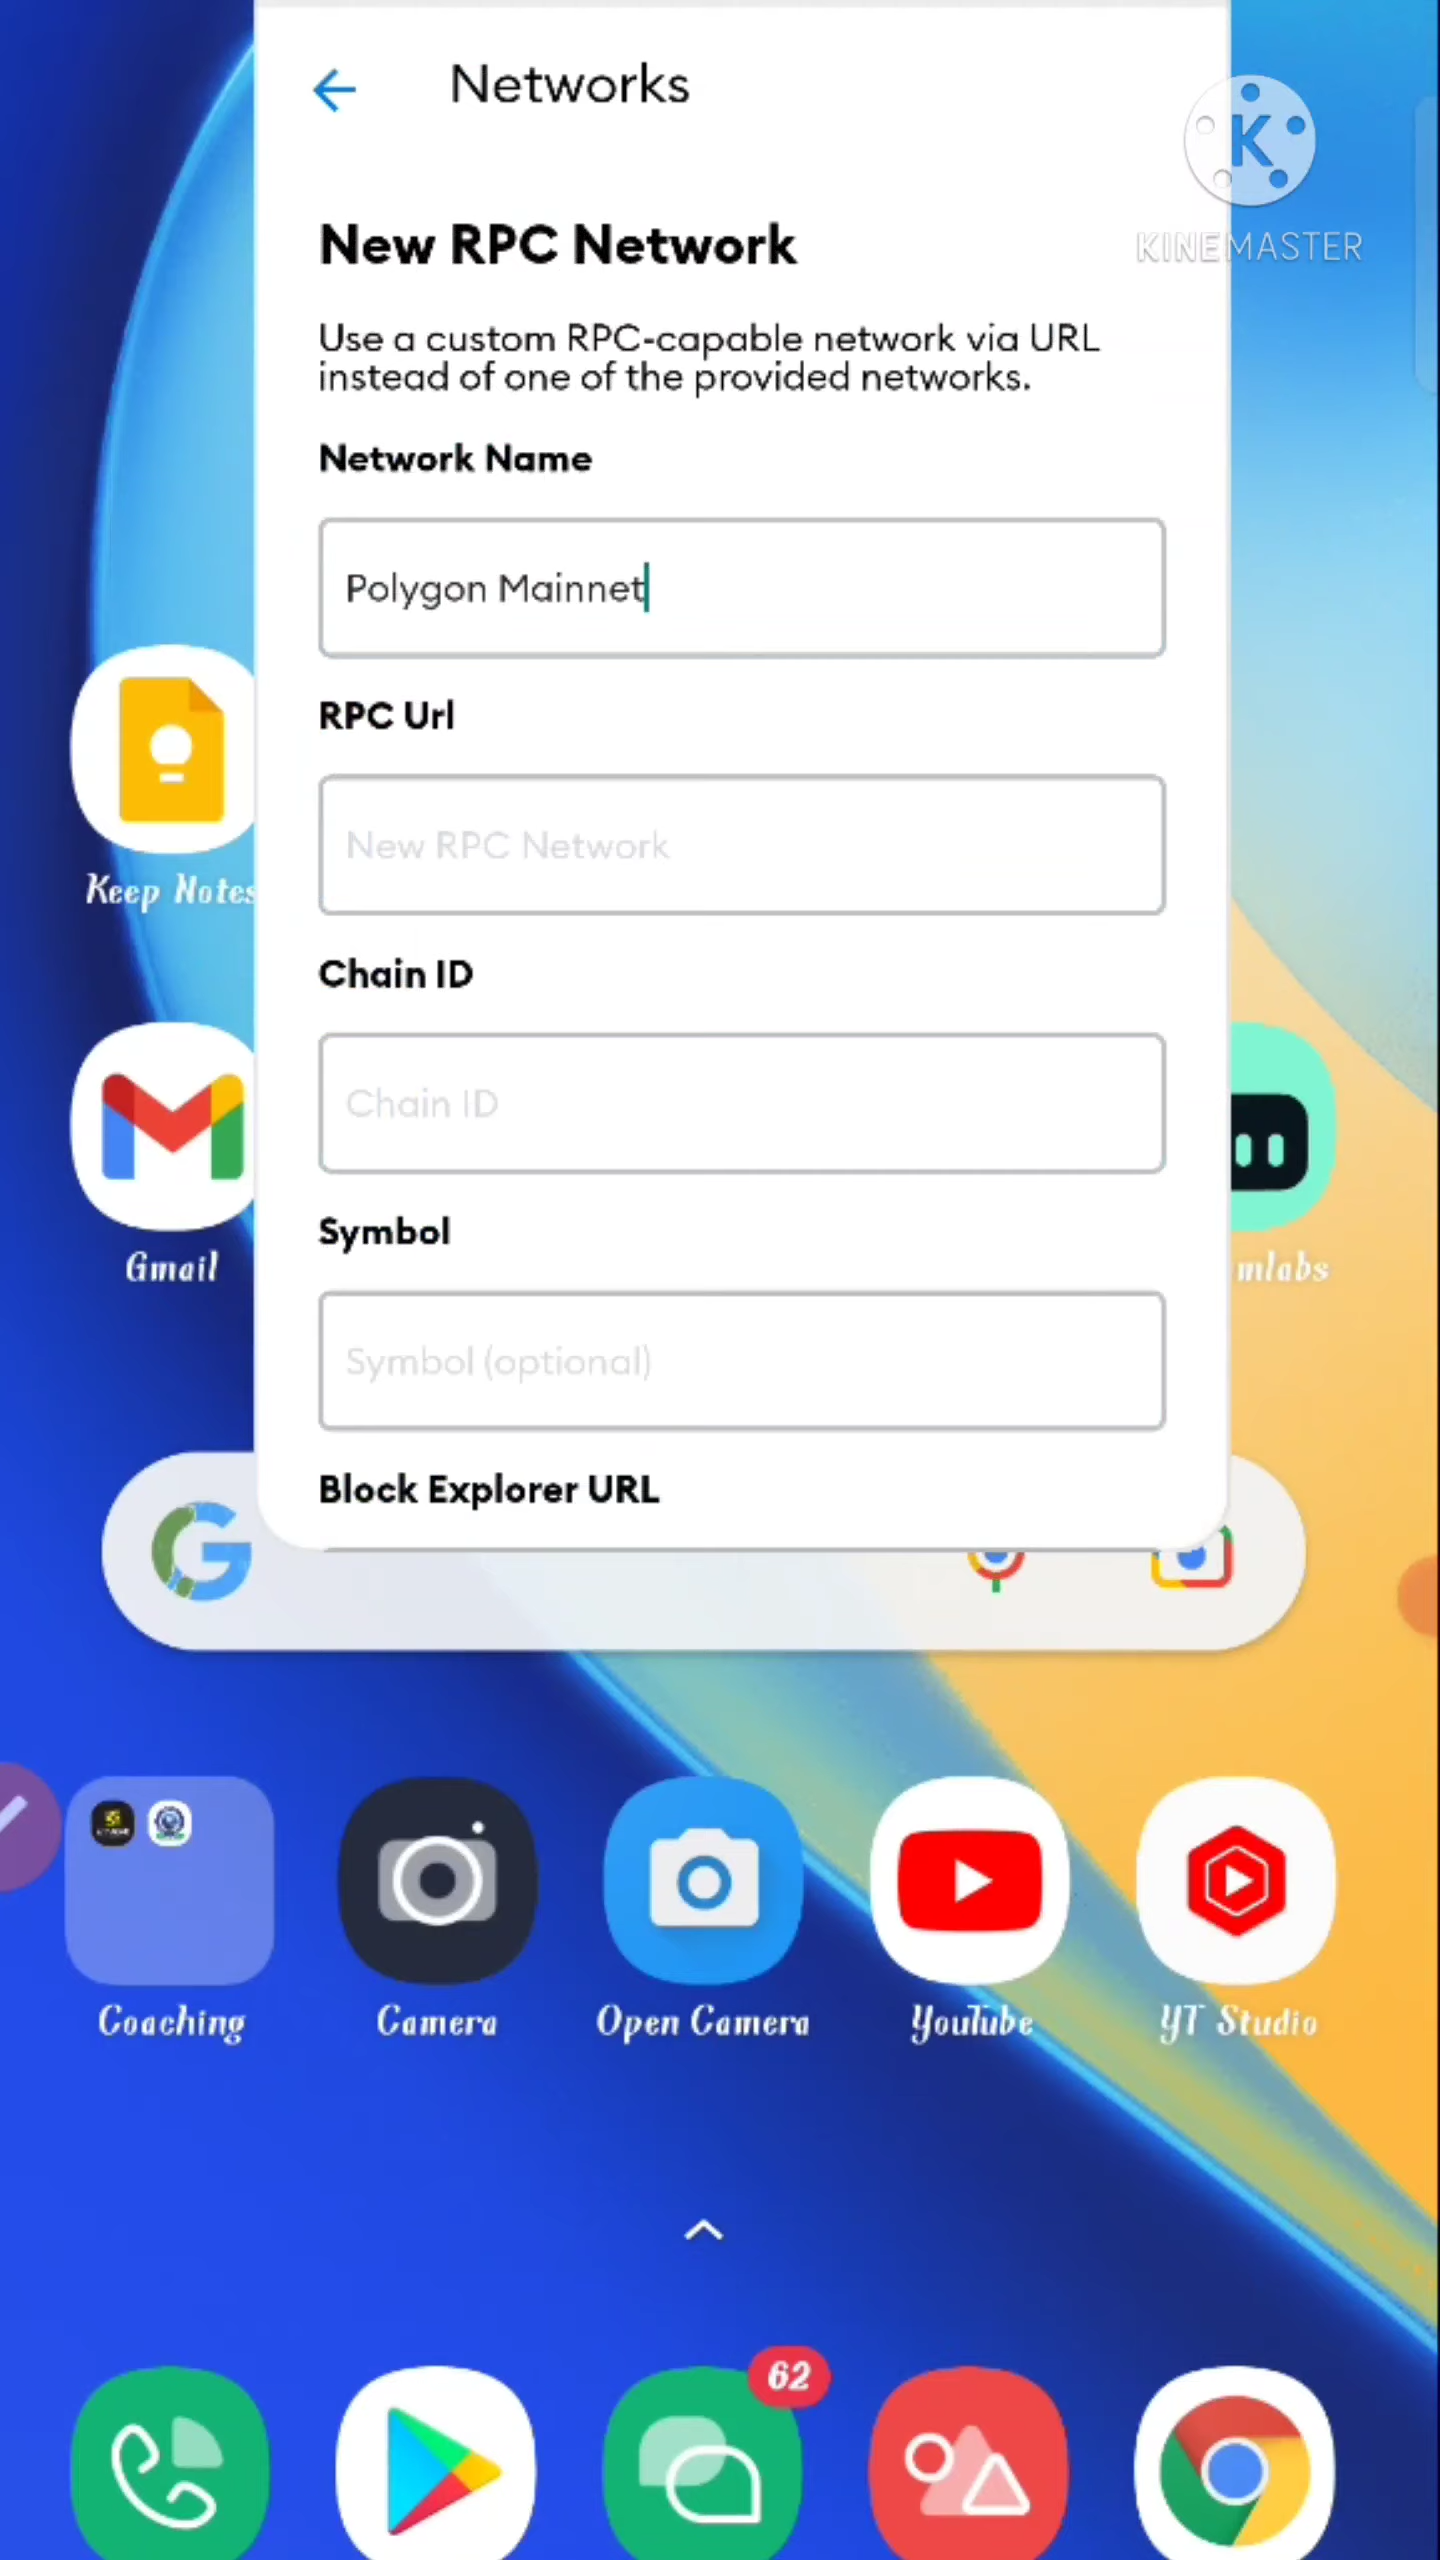 Networks
K
KINEMASTER
New RPC Network
Use a custom RPC-capable network via URL
instead of one of the provided networks.
Network Name
Polygon Mainnet
RPC Url
New RPC Network
Keep Notes
Chain ID
Chain ID
Symbol
Gmail
mlabs
Symbol (optional)
Block Explorer URL
Coaching
Camera
Open Camera
YouTube
YT Studio
62